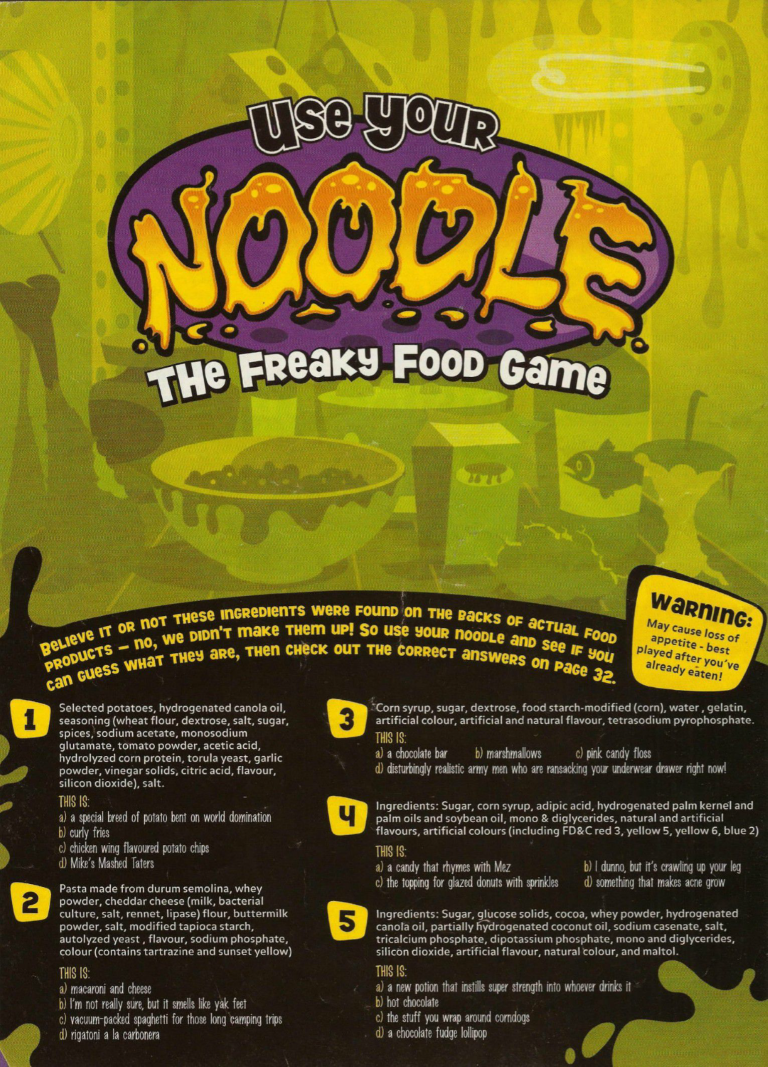 USE YOUR
NOODLE
THE FREAKY FOOD GAME
BELIEVE IT OR NOT THESE INGREDIENTS WERE FOUND ON THE BACKS OF ACTUAL FOOD
PRODUCTS – NO, WE DIDN'T MAKE THEM UP! SO USE YOUR NOODLE AND SEE IF YOU
CAN GUESS WHAT THEY ARE, THEN CHECK OUT THE CORRECT ANSWERS ON PAGE 32.
WARNING:
May cause loss of
appetite - best
played after you've
already eaten!
1
Selected potatoes, hydrogenated canola oil,
seasoning (wheat flour, dextrose, salt, sugar,
spices, sodium acetate, monosodium
glutamate, tomato powder, acetic acid,
hydrolyzed corn protein, torula yeast, garlic
powder, vinegar solids, citric acid, flavour,
silicon dioxide), salt.
THIS IS:
a) a special breed of potato bent on world domination
b) curly fries
c) chicken wing flavoured potato chips
d) Mike's Mashed Taters
2
Pasta made from durum semolina, whey
powder, cheddar cheese (milk, bacterial
culture, salt, rennet, lipase) flour, buttermilk
powder, salt, modified tapioca starch,
autolyzed yeast , flavour, sodium phosphate,
colour (contains tartrazine and sunset yellow)
THIS IS:
a) macaroni and cheese
b) I'm not really sure, but it smells like yak feet
c) vacuum-packed spaghetti for those long camping trips
d) rigatoni a la carbonera
3
Corn syrup, sugar, dextrose, food starch-modified (corn), water , gelatin,
artificial colour, artificial and natural flavour, tetrasodium pyrophosphate.
THIS IS:
a) a chocolate bar b) marshmallows c) pink candy floss
d) disturbingly realistic army men who are ransacking your underwear drawer right now!
4
Ingredients: Sugar, corn syrup, adipic acid, hydrogenated palm kernel and
palm oils and soybean oil, mono & diglycerides, natural and artificial
flavours, artificial colours (including FD&C red 3, yellow 5, yellow 6, blue 2)
THIS IS:
a) a candy that rhymes with Mez b) I dunno, but it's crawling up your leg
c) the topping for glazed donuts with sprinkles d) something that makes acne grow
5
Ingredients: Sugar, glucose solids, cocoa, whey powder, hydrogenated
canola oil, partially hydrogenated coconut oil, sodium casenate, salt,
tricalcium phosphate, dipotassium phosphate, mono and diglycerides,
silicon dioxide, artificial flavour, natural colour, and maltol.
THIS IS:
a) a new potion that instills super strength into whoever drinks it
b) hot chocolate
c) the stuff you wrap around corndogs
d) a chocolate fudge lollipop